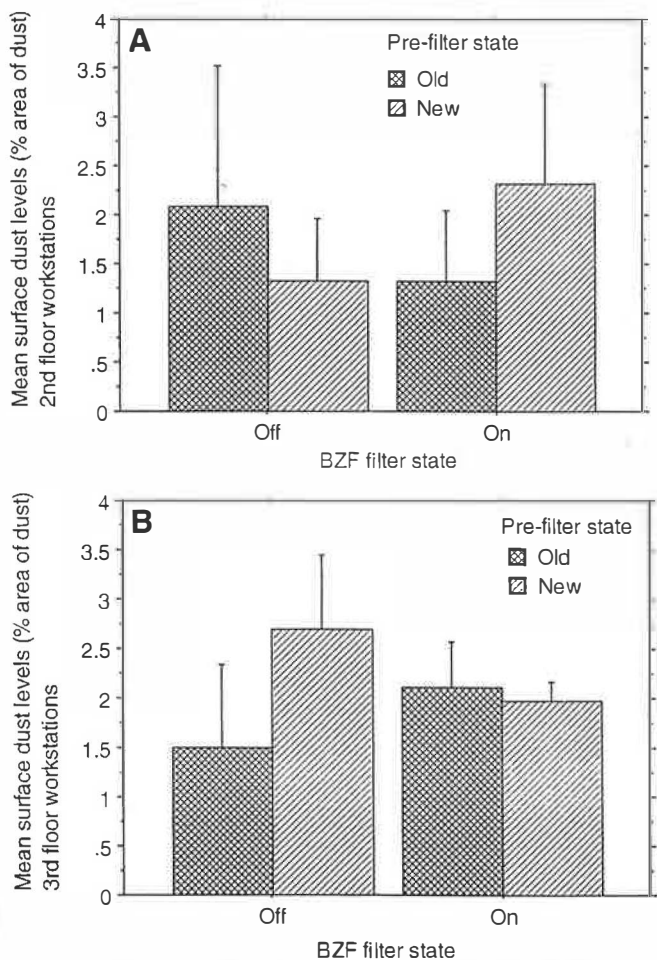 A
Pre-filter state
Old
New
4
3.5
3
2.5
2
1.5
1
.5
0
Mean surface dust levels (% area of dust)
2nd floor workstations
Off
On
BZF filter state
B
Pre-filter state
Old
New
4
3.5
3
2.5
2
1.5
1
.5
0
Mean surface dust levels (% area of dust)
3rd floor workstations
Off
On
BZF filter state